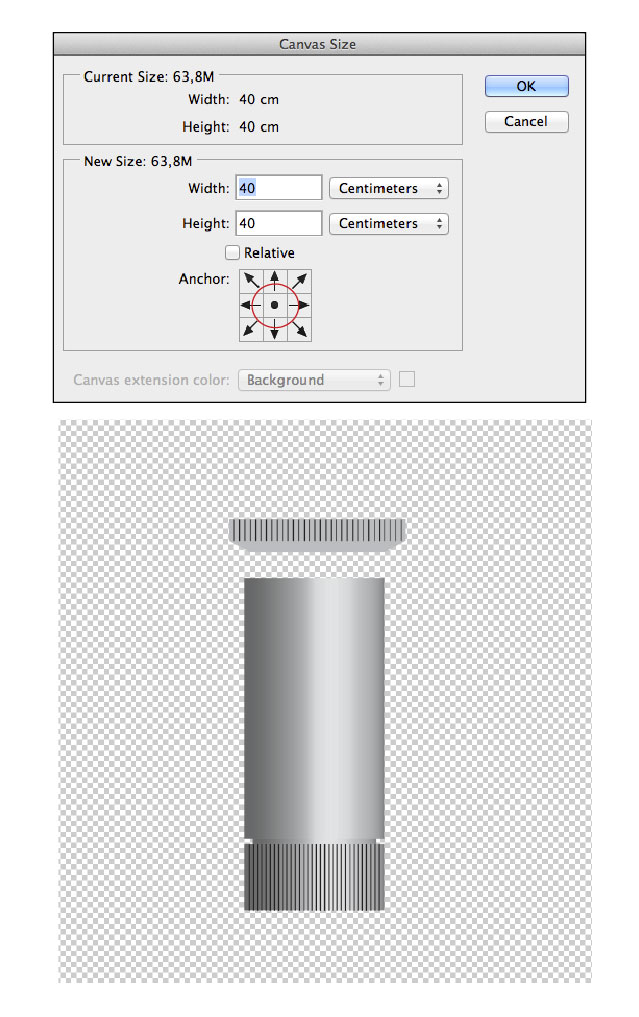 Canvas Size
Current Size: 63,8M
Width: 40 cm
Height: 40 cm
OK
Cancel
New Size: 63,8M
Width: 40 Centimeters
Height: 40 Centimeters
Relative
Anchor:
Canvas extension color: Background